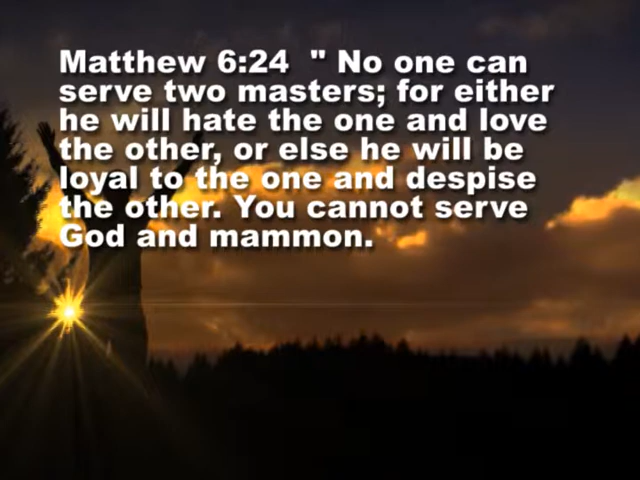 Matthew 6:24 " No one can
serve two masters; for either
he will hate the one and love
the other, or else he will be
loyal to the one and despise
the other. You cannot serve
God and mammon.